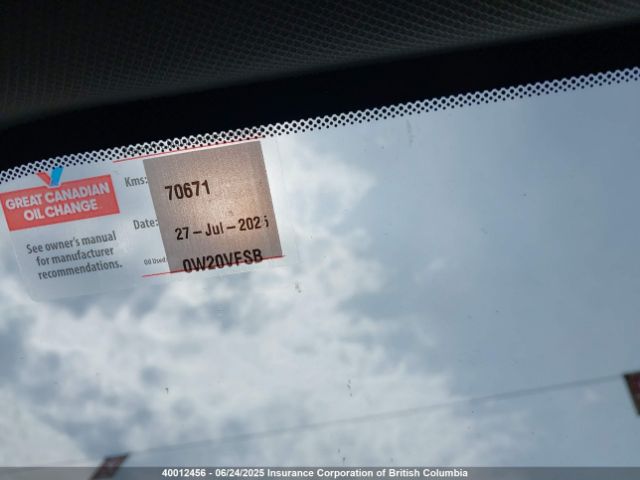 GREAT CANADIAN
OIL CHANGE
See owner's manual
for manufacturer
recommendations.
Kms: 70671
Date: 27-Jul-2025
Oil Used 0W20VFSB
40012456 - 06/24/2025 Insurance Corporation of British Columbia